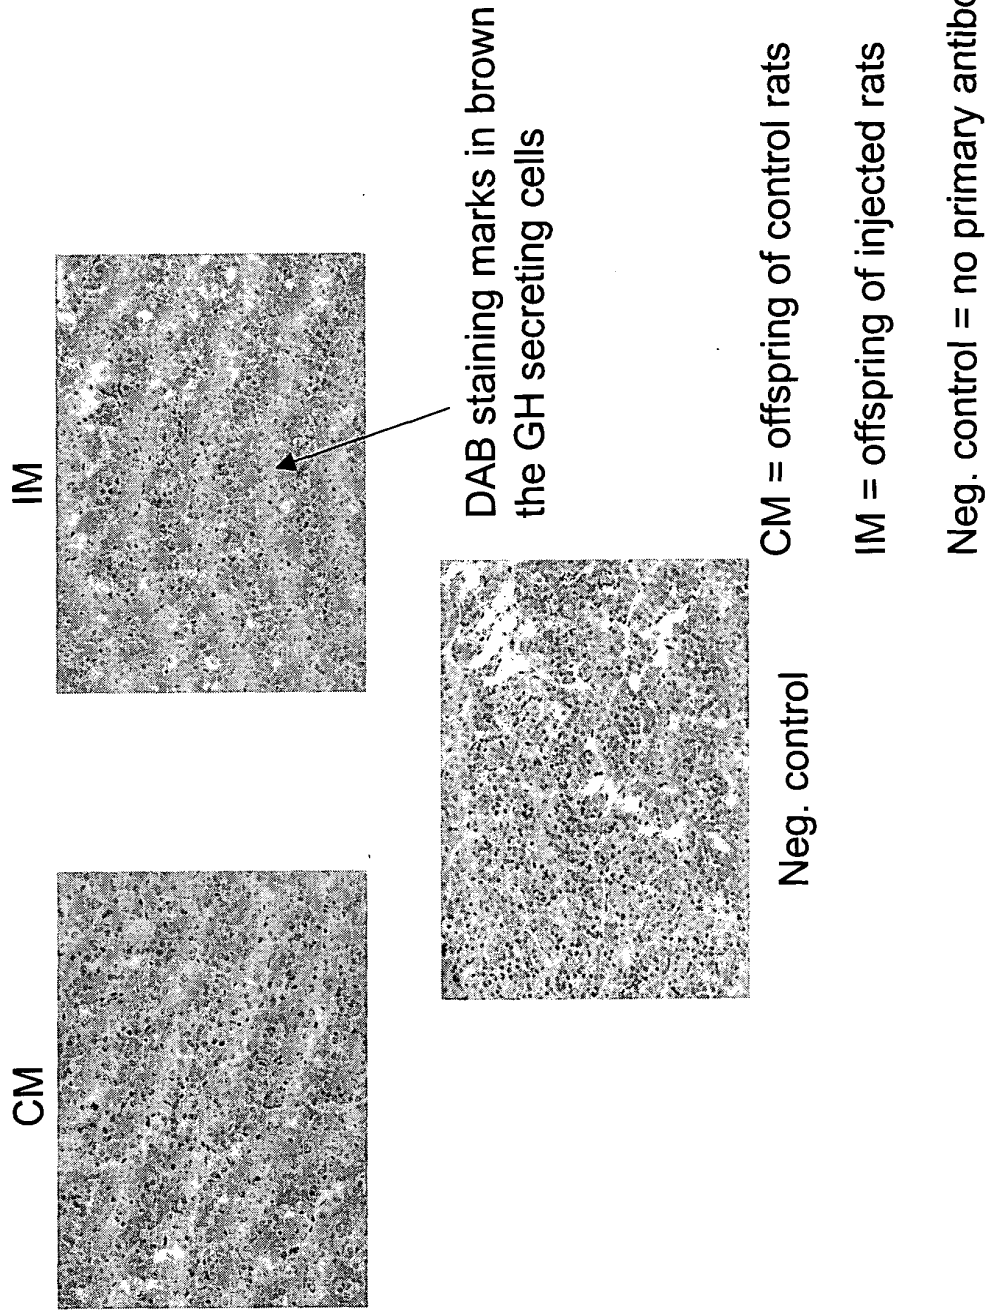 CM
IM
DAB staining marks in brown
the GH secreting cells
Neg. control
CM = offspring of control rats
IM = offspring of injected rats
Neg. control = no primary